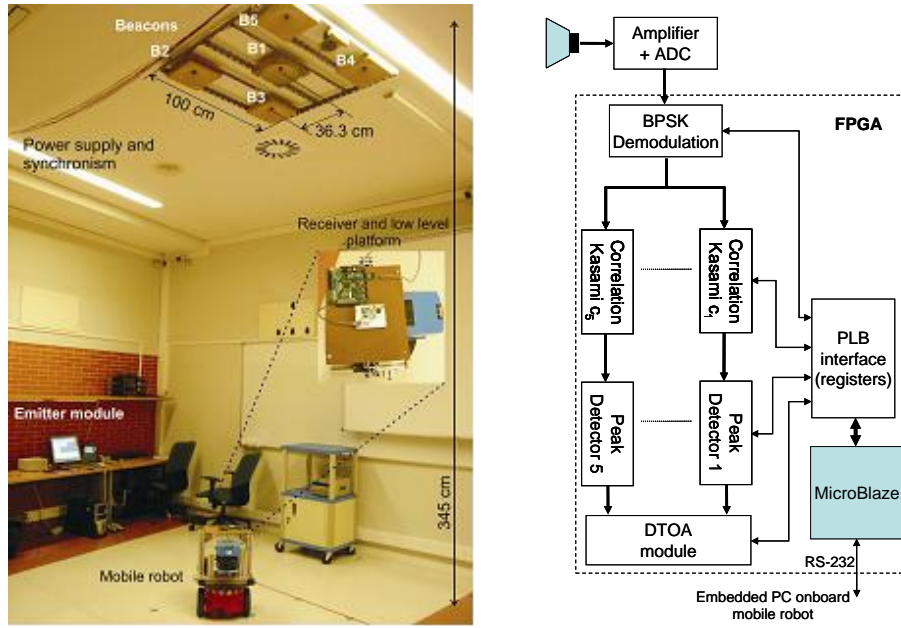 B5
Beacons
B1
B2
B4
B3
100 cm
36.3 cm
Power supply and
synchronism
Receiver and low level
platform
Emitter module
345 cm
Mobile robot
Amplifier
+ ADC
BPSK
Demodulation
FPGA
Correlation
Kasami c5
Correlation
Kasami c1
PLB
interface
(registers)
Peak
Detector 5
Peak
Detector 1
MicroBlaze
DTOA
module
RS-232
Embedded PC onboard
mobile robot